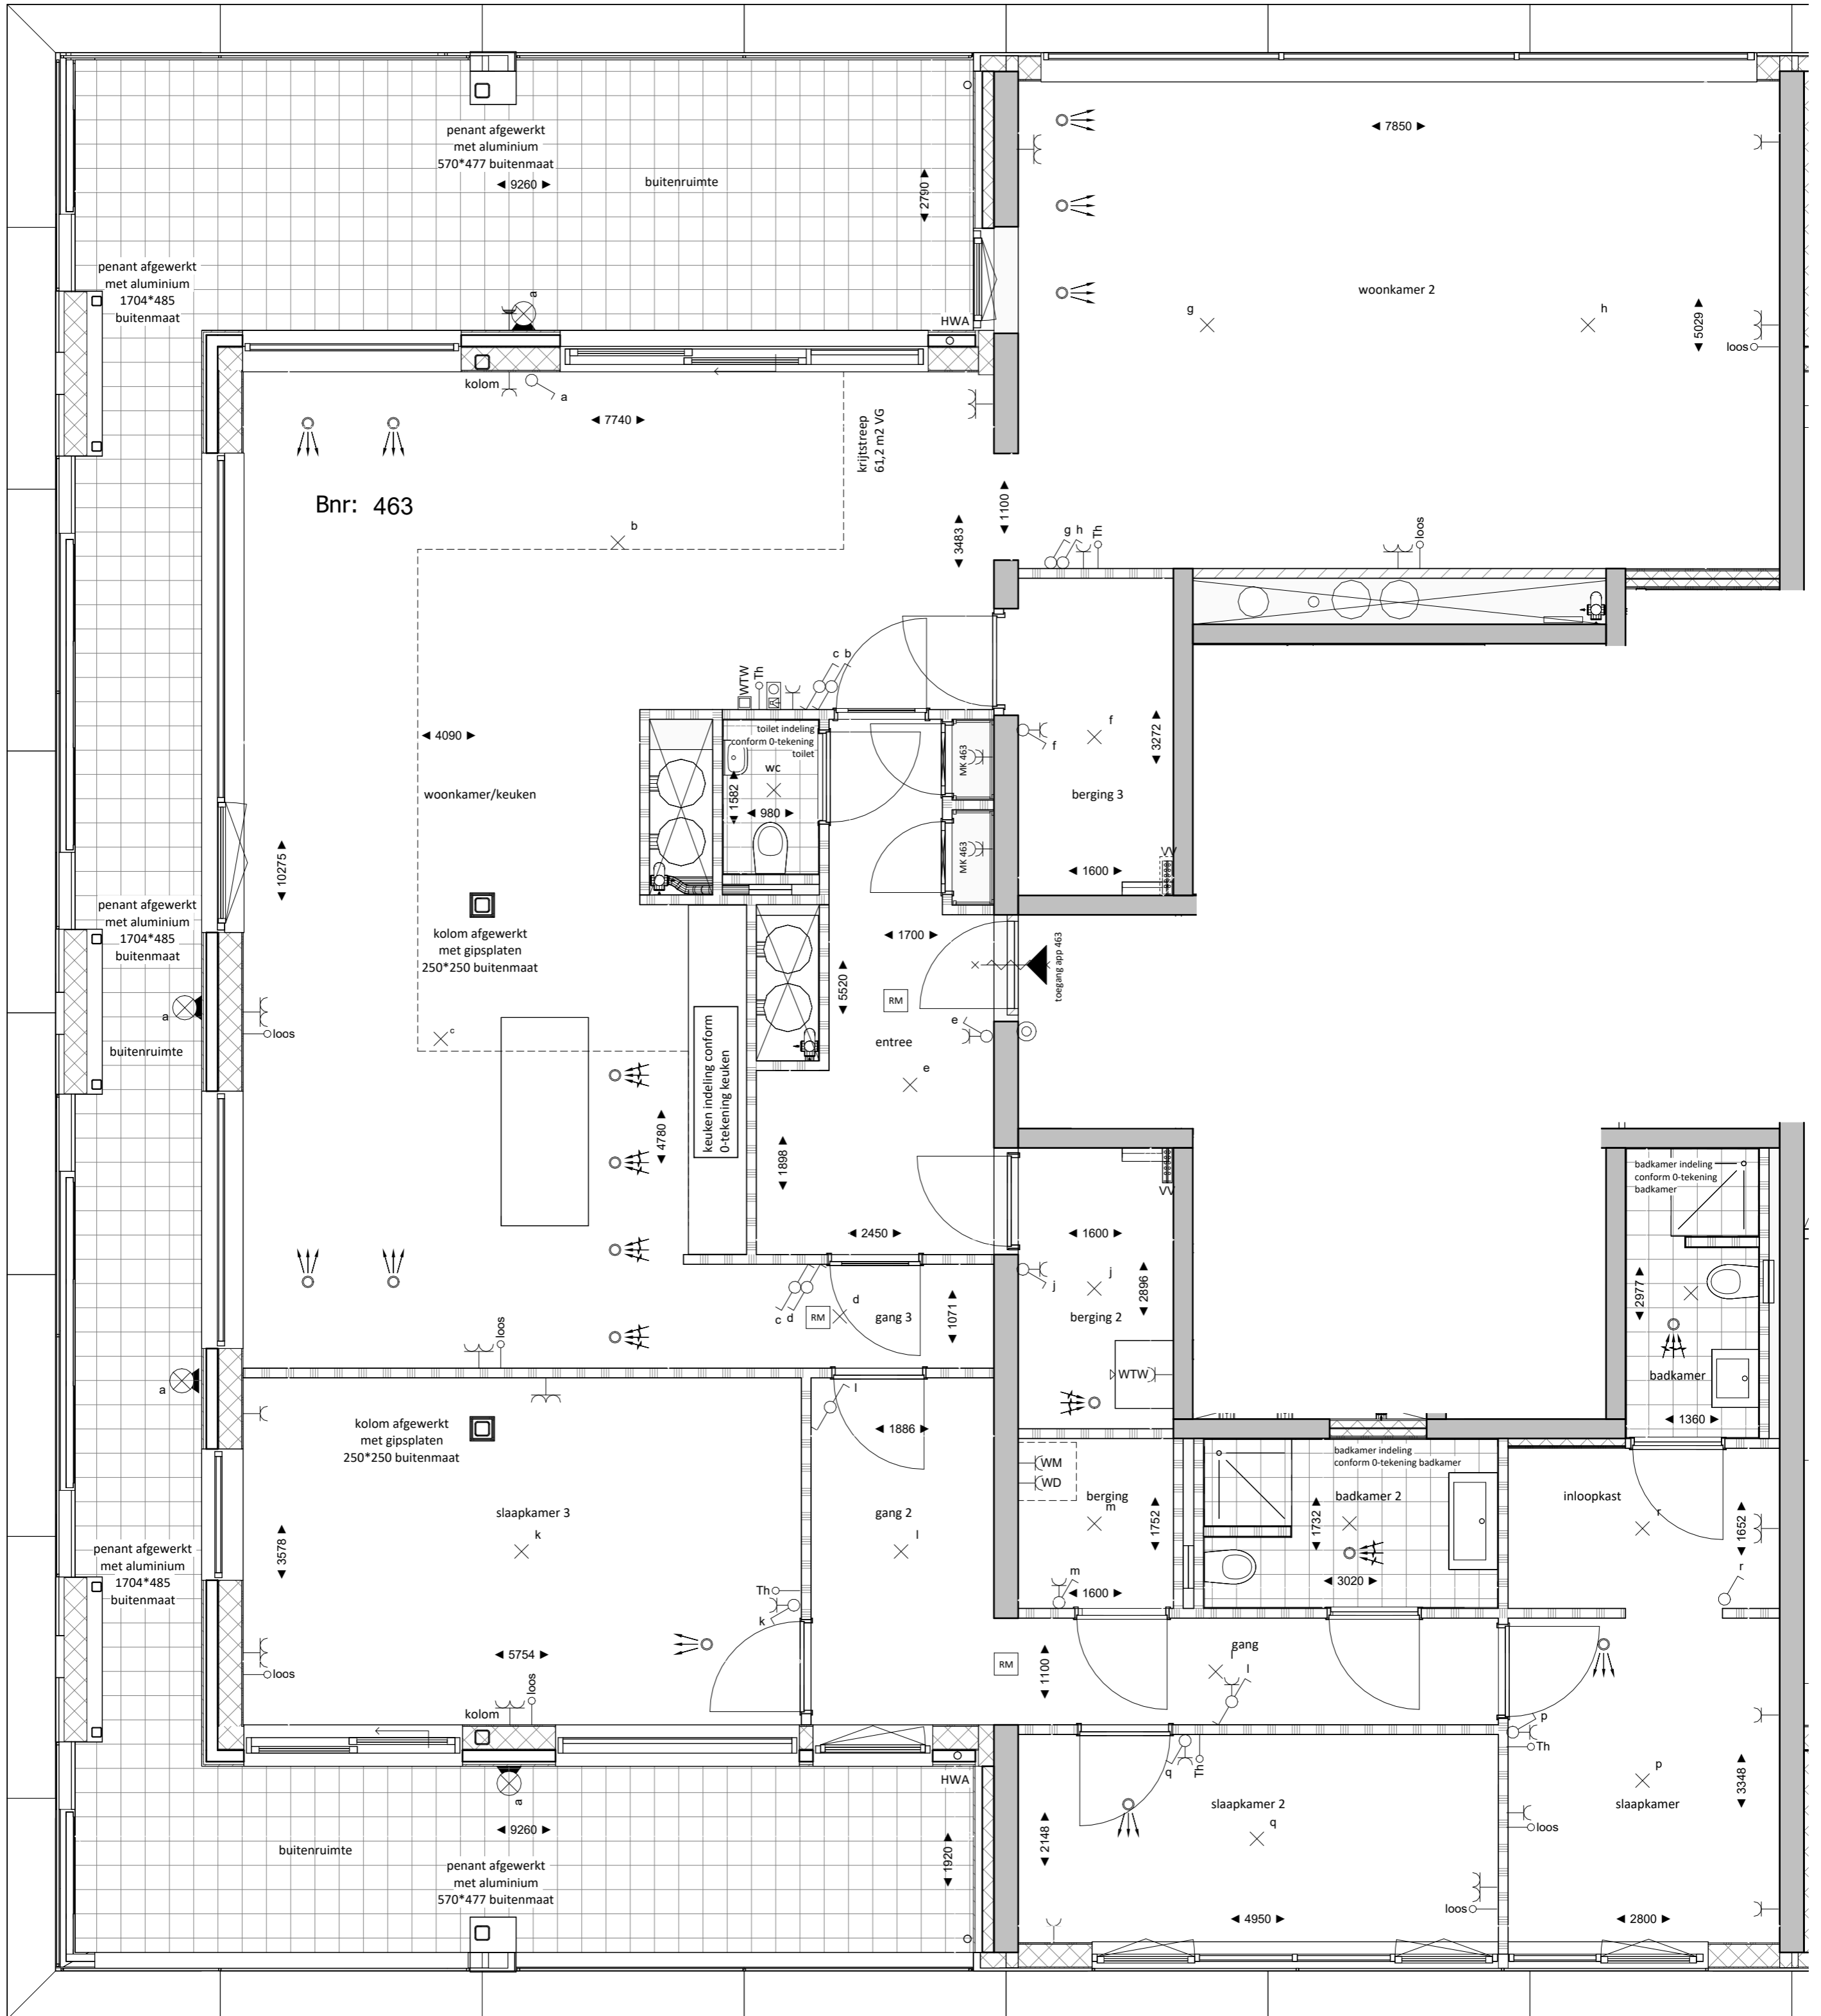 penant afgewerkt
met aluminium
570*477 buitenmaat
◄ 9260 ►
buitenruimte
◄ 2790 ►
◄ 7850 ►
penant afgewerkt
met aluminium
1704*485
buitenmaat
a
HWA
woonkamer 2
g
h
◄ 5029 ►
loos
kolom
a
◄ 7740 ►
krijtstreep
61,2 m2 VG
Bnr: 463
b
◄ 3483 ►
◄ 1100 ►
g h
Th
loos
WTW
Th
c b
◄ 4090 ►
woonkamer/keuken
toilet indeling
conform 0-tekening
toilet
wc
◄ 1582 ►
◄ 980 ►
MK 463
MK 463
f
f
◄ 3272 ►
berging 3
◄ 1600 ►
VV
◄ 10275 ►
penant afgewerkt
met aluminium
1704*485
buitenmaat
kolom afgewerkt
met gipsplaten
250*250 buitenmaat
◄ 1700 ►
◄ 5520 ►
RM
toegang app 463
a
loos
buitenruimte
c
keuken indeling conform
0-tekening keuken
e
entree
e
◄ 4780 ►
◄ 1898 ►
◄ 2450 ►
VV
◄ 1600 ►
j
j
◄ 2896 ►
berging 2
WTW
badkamer indeling
conform 0-tekening
badkamer
◄ 2977 ►
badkamer
◄ 1360 ►
c d
RM
d
gang 3
◄ 1071 ►
loos
a
l
◄ 1886 ►
kolom afgewerkt
met gipsplaten
250*250 buitenmaat
WM
WD
berging
m
◄ 1752 ►
badkamer indeling
conform 0-tekening badkamer
badkamer 2
◄ 1732 ►
◄ 3020 ►
inloopkast
r
◄ 1652 ►
r
slaapkamer 3
k
gang 2
l
◄ 3578 ►
penant afgewerkt
met aluminium
1704*485
buitenmaat
Th
k
m
◄ 1600 ►
loos
◄ 5754 ►
loos
kolom
RM
◄ 1100 ►
gang
l
l
p
Th
HWA
a
q
Th
slaapkamer 2
q
p
slaapkamer
◄ 3348 ►
loos
◄ 9260 ►
buitenruimte
penant afgewerkt
met aluminium
570*477 buitenmaat
◄ 1920 ►
◄ 2148 ►
loos
◄ 4950 ►
◄ 2800 ►